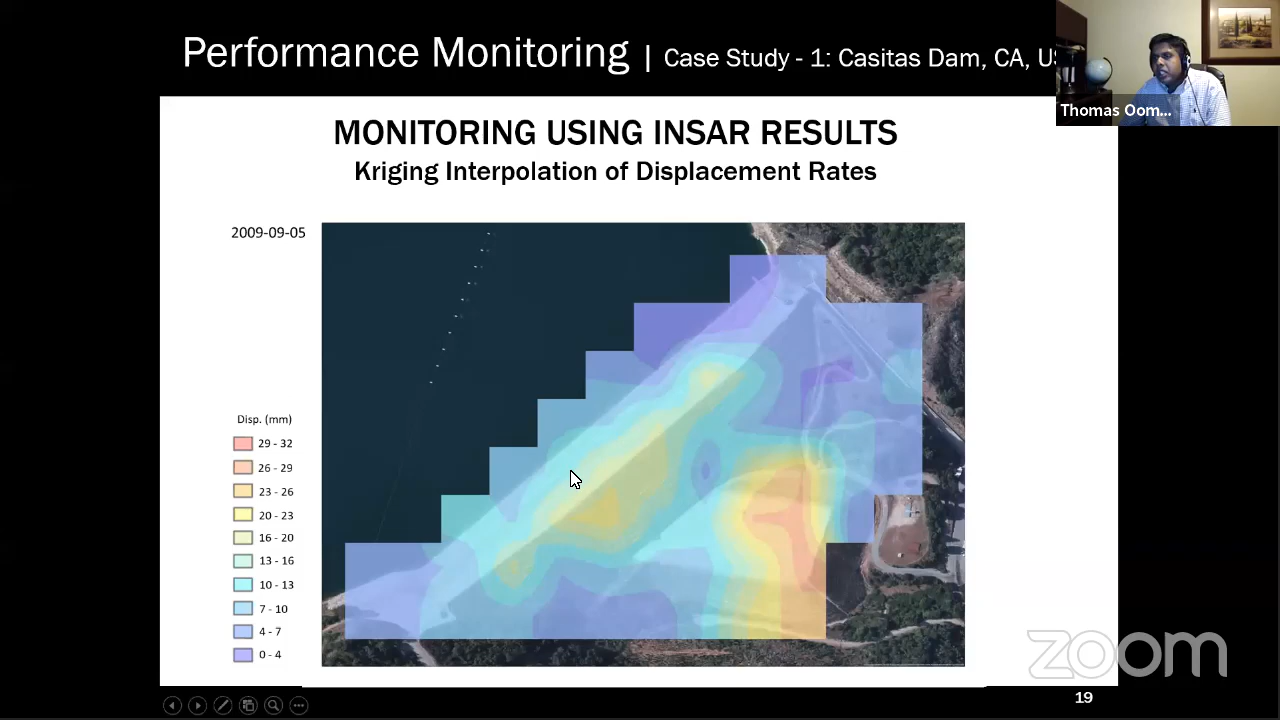 Performance Monitoring | Case Study - 1: Casitas Dam, CA, US
Thomas Oom...
MONITORING USING INSAR RESULTS
Kriging Interpolation of Displacement Rates
2009-09-05
Disp. (mm)
29 - 32
26 - 29
23 - 26
20 - 23
16 - 20
13 - 16
10 - 13
7 - 10
4 - 7
0 - 4
zoom
19